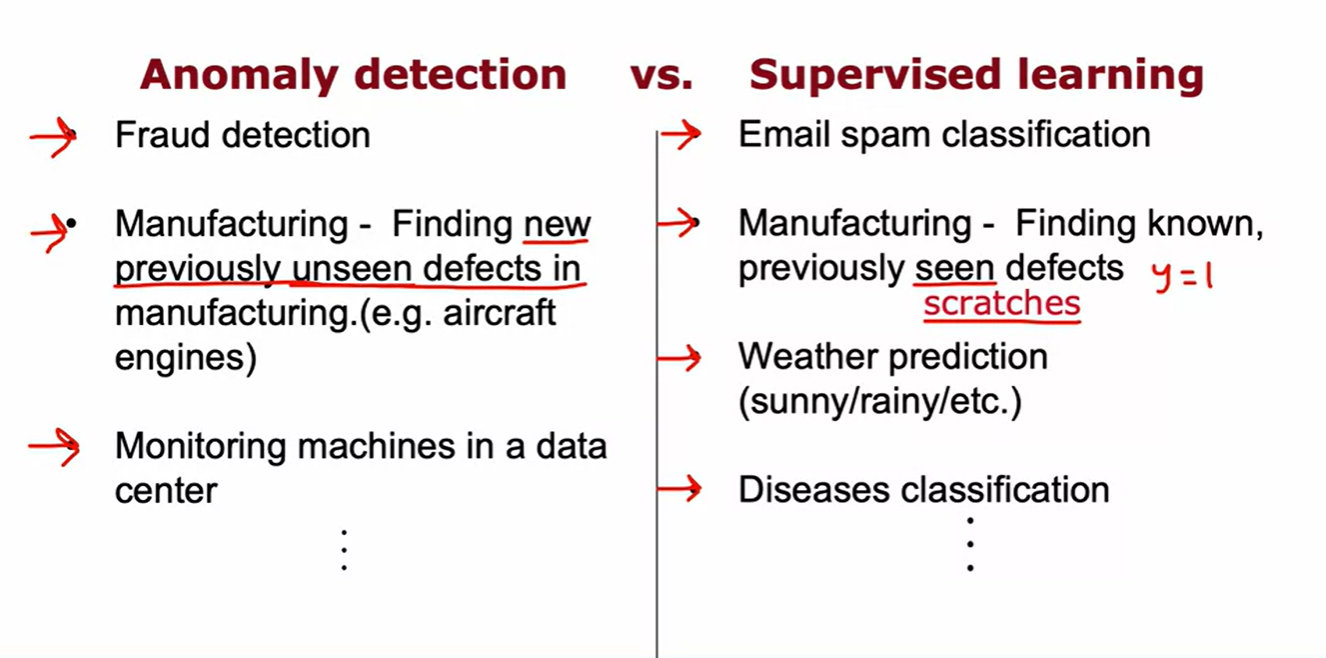 Anomaly detection vs. Supervised learning
Fraud detection
• Manufacturing - Finding new
previously unseen defects in
manufacturing.(e.g. aircraft
engines)
Monitoring machines in a data
center
⋮
Email spam classification
Manufacturing - Finding known,
previously seen defects y=1
scratches
Weather prediction
(sunny/rainy/etc.)
Diseases classification
⋮